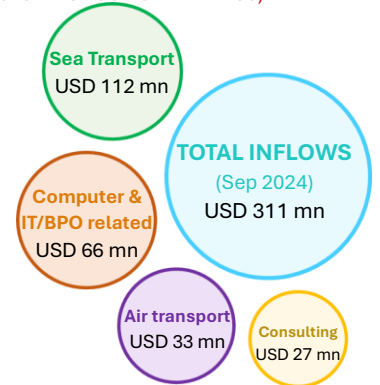 Sea Transport
USD 112 mn
TOTAL INFLOWS
(Sep 2024)
USD 311 mn
Computer &
IT/BPO related
USD 66 mn
Air transport
USD 33 mn
Consulting
USD 27 mn